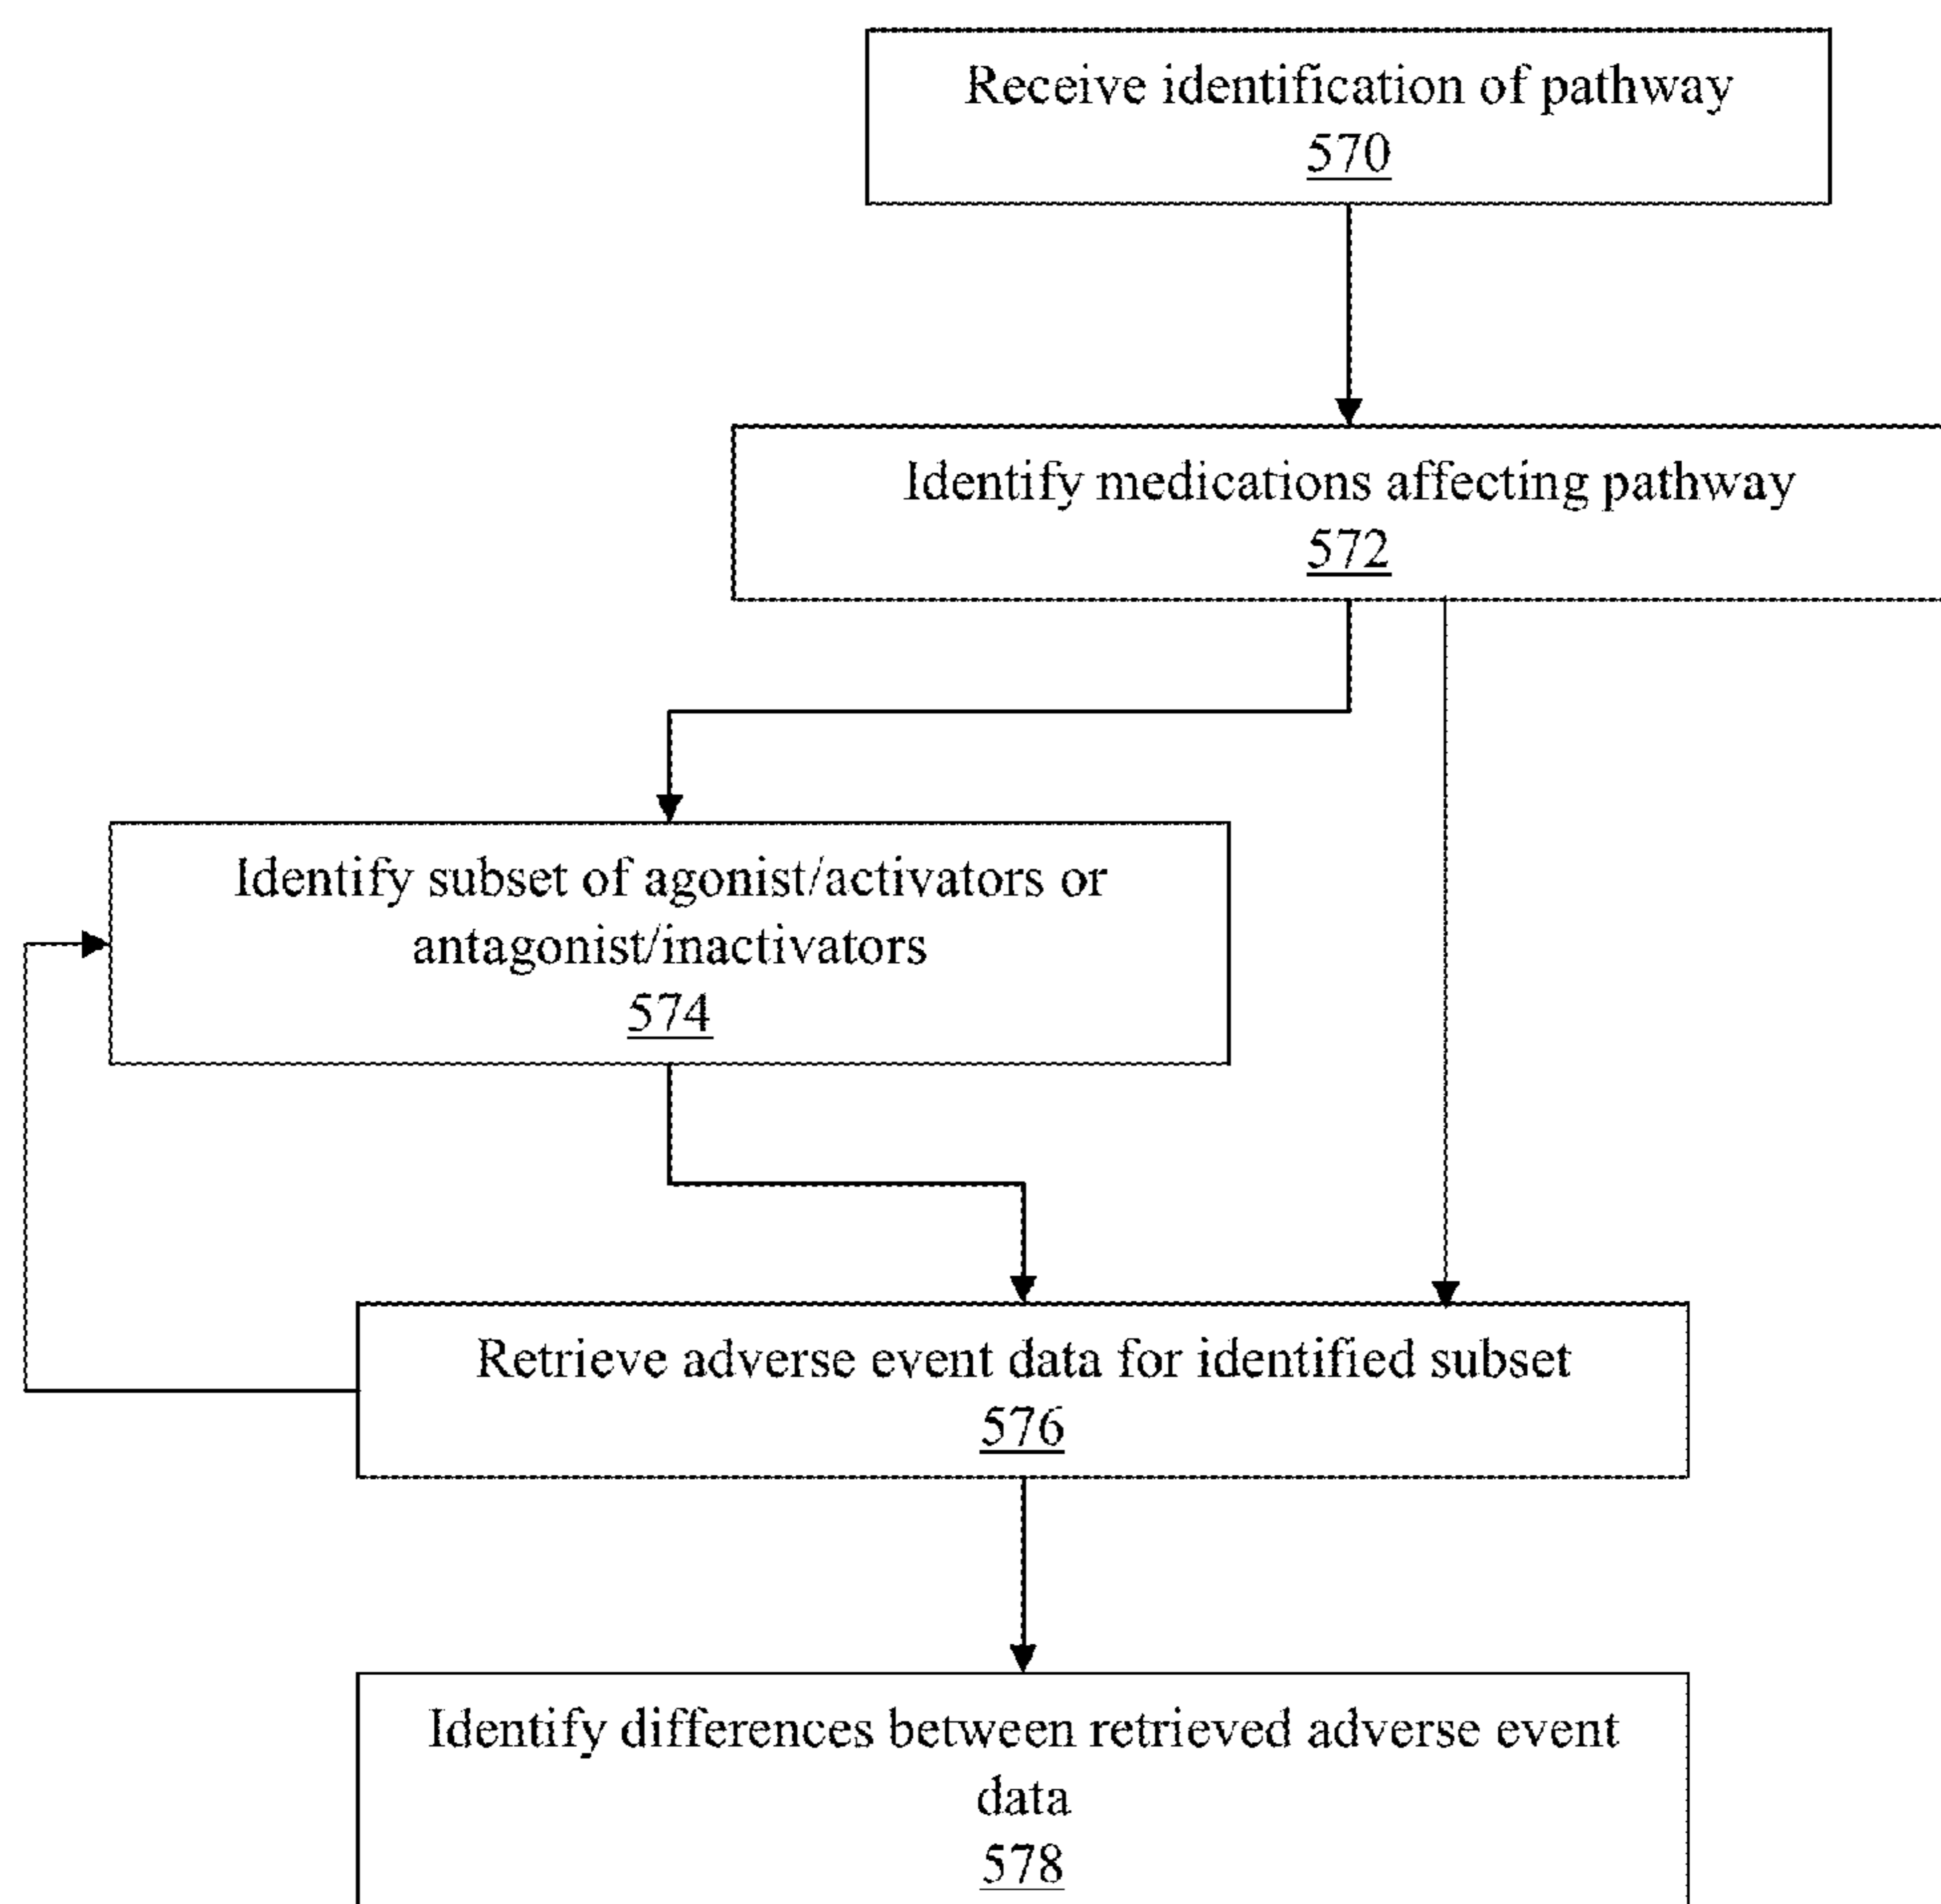 Receive identification of pathway
570
Identify medications affecting pathway
572
Identify subset of agonist/activators or
antagonist/inactivators
574
Retrieve adverse event data for identified subset
576
Identify differences between retrieved adverse event
data
578